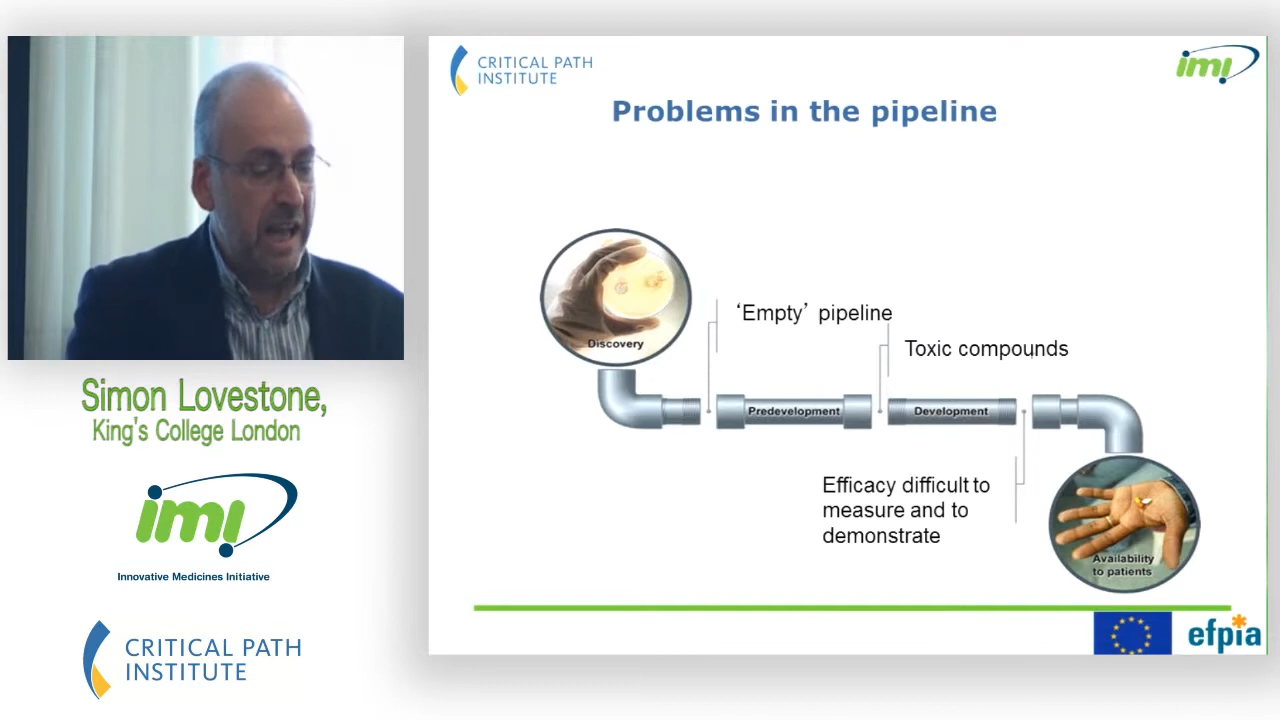 Simon Lovestone,
King's College London
imi
Innovative Medicines Initiative
CRITICAL PATH
INSTITUTE
CRITICAL PATH
INSTITUTE
imi
Problems in the pipeline
Discovery
‘Empty’ pipeline
Toxic compounds
Predevelopment
Development
Efficacy difficult to
measure and to
demonstrate
Availability
to patients
efpia